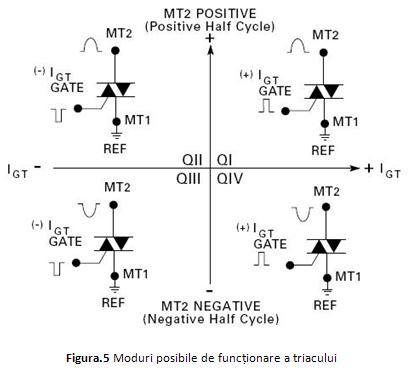 MT2 POSITIVE
(Positive Half Cycle)
+
MT2
(-) IGT
GATE
MT1
REF
MT2
(+) IGT
GATE
MT1
REF
IGT -
QII
QI
+ IGT
QIII
QIV
MT2
(-) IGT
GATE
MT1
REF
MT2
(+) IGT
GATE
MT1
REF
-
MT2 NEGATIVE
(Negative Half Cycle)
Figura.5 Moduri posibile de funcționare a triacului